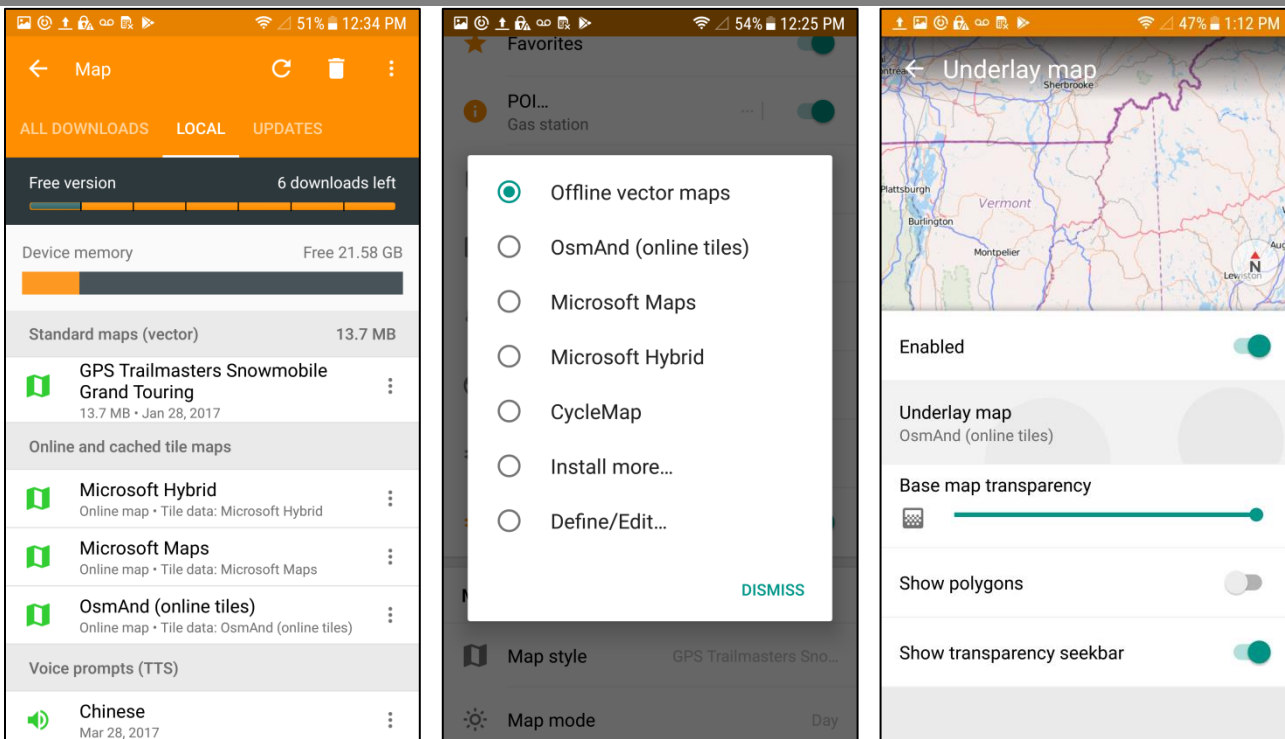 51% 12:34 PM
Map
ALL DOWNLOADS LOCAL UPDATES
Free version 6 downloads left
Device memory Free 21.58 GB
Standard maps (vector) 13.7 MB
GPS Trailmasters Snowmobile
Grand Touring
13.7 MB • Jan 28, 2017
Online and cached tile maps
Microsoft Hybrid
Online map • Tile data: Microsoft Hybrid
Microsoft Maps
Online map • Tile data: Microsoft Maps
OsmAnd (online tiles)
Online map • Tile data: OsmAnd (online tiles)
Voice prompts (TTS)
Chinese
Mar 28, 2017
54% 12:25 PM
Favorites
POI...
Gas station ...
Offline vector maps
OsmAnd (online tiles)
Microsoft Maps
Microsoft Hybrid
CycleMap
Install more...
Define/Edit...
DISMISS
Map style GPS Trailmasters Sno...
Map mode Day
47% 1:12 PM
Underlay map
Sherbrooke
Plattsburgh
Vermont
Burlington
Montpelier
N
Lewiston
Enabled
Underlay map
OsmAnd (online tiles)
Base map transparency
Show polygons
Show transparency seekbar